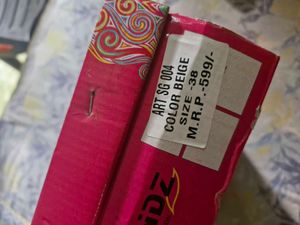 ART SG 004
COLOR BEIGE
SIZE -38
M.R.P.-599/-